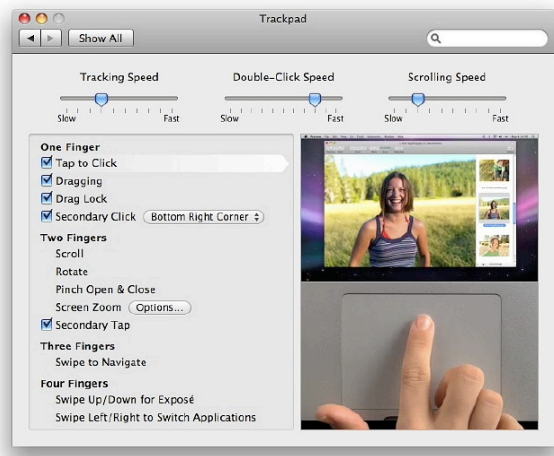 Trackpad
Show All
Tracking Speed
Double-Click Speed
Scrolling Speed
Slow Fast
Slow Fast
Slow Fast
One Finger
Tap to Click
Dragging
Drag Lock
Secondary Click Bottom Right Corner
Two Fingers
Scroll
Rotate
Pinch Open & Close
Screen Zoom Options...
Secondary Tap
Three Fingers
Swipe to Navigate
Four Fingers
Swipe Up/Down for Exposé
Swipe Left/Right to Switch Applications